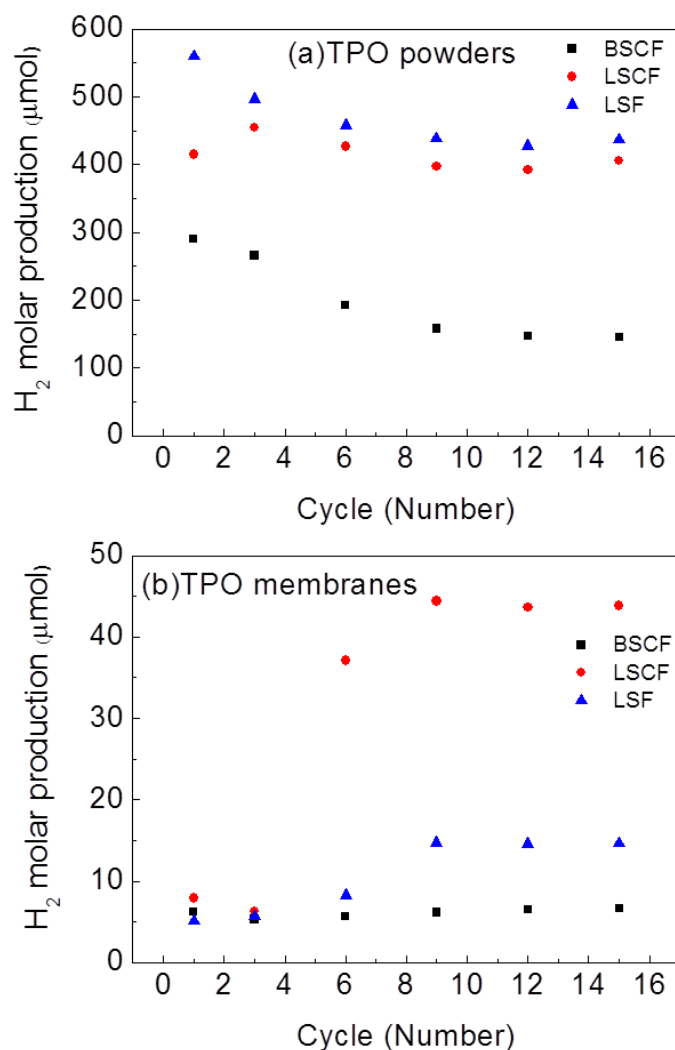 600
(a)TPO powders
BSCF
LSCF
LSF
500
400
300
200
100
0
H2 molar production (μmol)
0 2 4 6 8 10 12 14 16
Cycle (Number)
50
(b)TPO membranes
40
BSCF
LSCF
LSF
30
20
10
0
H2 molar production (μmol)
0 2 4 6 8 10 12 14 16
Cycle (Number)